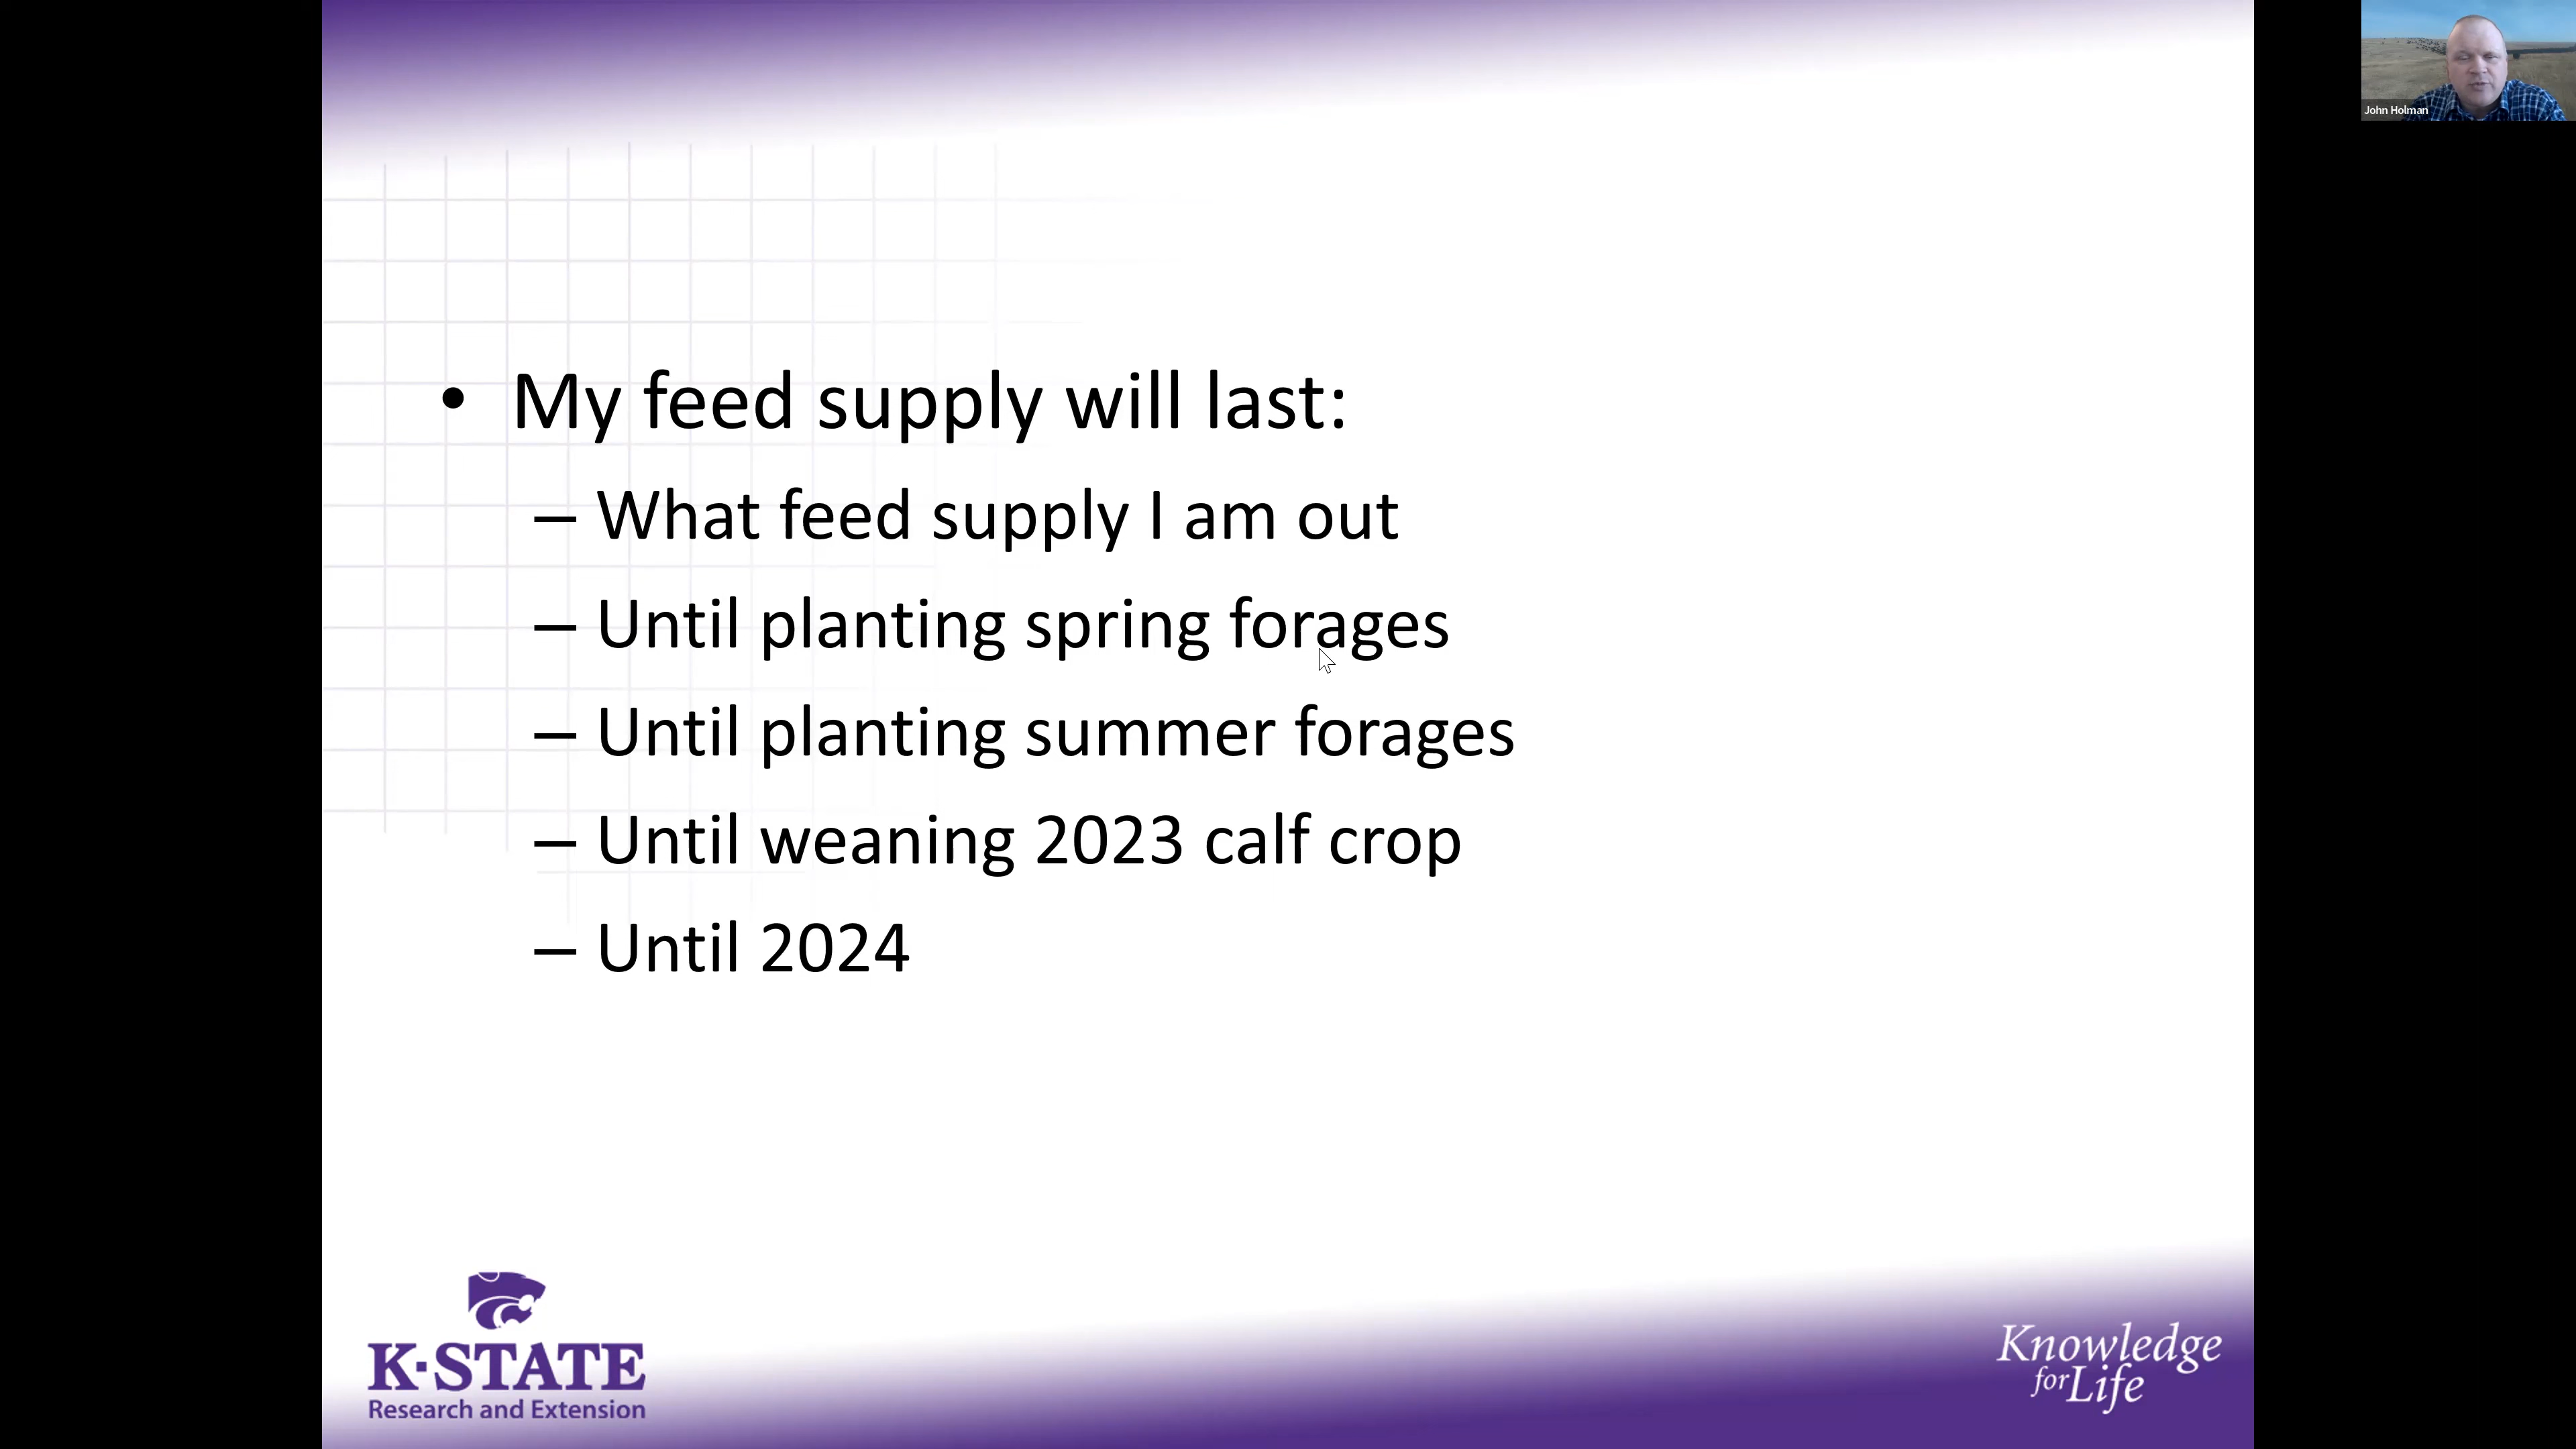 John Holman
• My feed supply will last:
– What feed supply I am out
– Until planting spring forages
– Until planting summer forages
– Until weaning 2023 calf crop
– Until 2024
K·STATE
Research and Extension
Knowledge
for Life